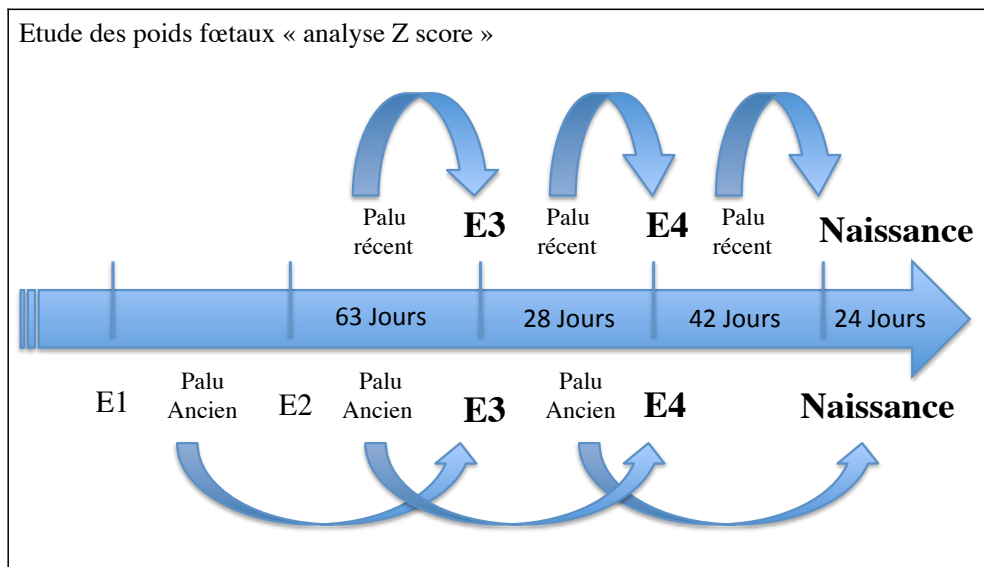 Etude des poids fœtaux « analyse Z score »
Palu
récent
E3
Palu
récent
E4
Palu
récent
Naissance
63 Jours
28 Jours
42 Jours
24 Jours
E1
Palu
Ancien
E2
Palu
Ancien
E3
Palu
Ancien
E4
Naissance